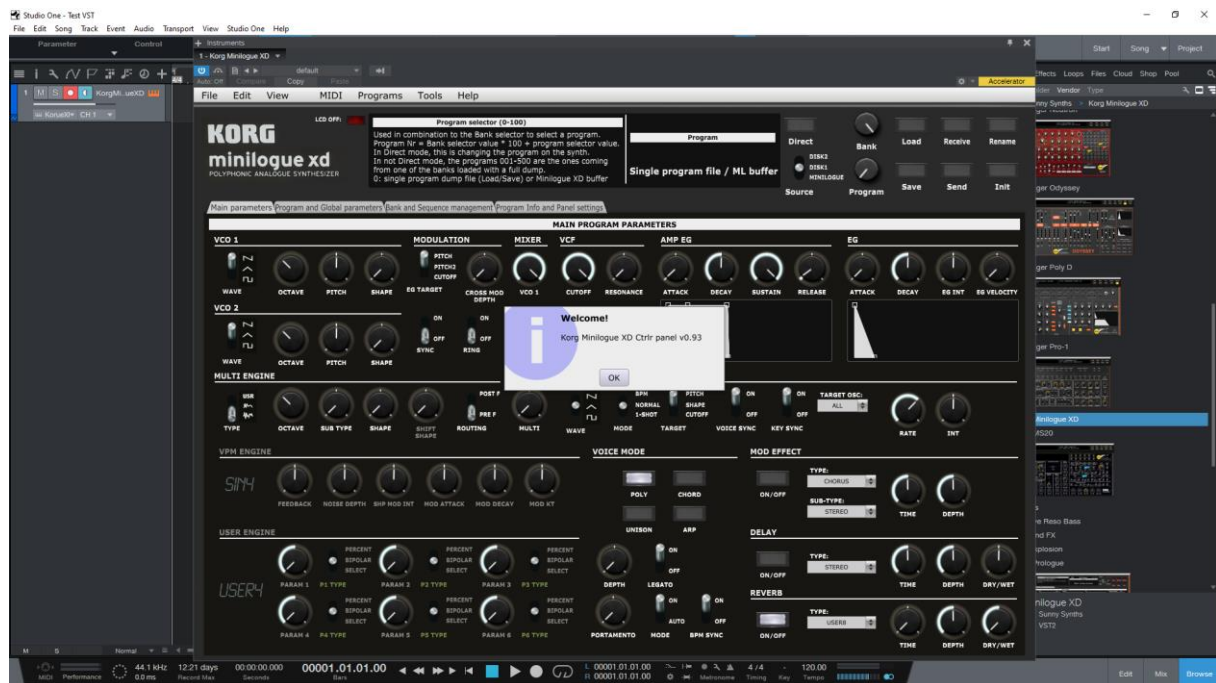 Studio One - Test VST
File Edit Song Track Event Audio Transport View Studio One Help
Parameter Control
Instruments
1 - Korg Minilogue XD
Start Song Project
default
Auto: Off Compare Copy Paste
Accelerator
Effects Loops Files Cloud Shop Pool
Vendor Type
Korg Minilogue XD
File Edit View MIDI Programs Tools Help
1 M S KorgMi..ueXD
CH 1
KORG
minilogue xd
POLYPHONIC ANALOGUE SYNTHESIZER
LCD OFF:
Program selector (0-100)
Used in combination to the Bank selector to select a program.
Program Nr = Bank selector value * 100 + program selector value.
In Direct mode, this is changing the program on the synth.
In not Direct mode, the programs 001-500 are the ones coming
from one of the banks loaded with a full dump.
0: single program dump file (Load/Save) or Minilogue XD buffer
Program
Single program file / ML buffer
Direct Bank Load Receive Rename
DISK2
DISK1
MINILOGUE
Source Program Save Send Init
Main parameters Program and Global parameters Bank and Sequence management Program Info and Panel settings
MAIN PROGRAM PARAMETERS
VCO 1 MODULATION MIXER VCF AMP EG EG
PITCH
PITCH2
CUTOFF
WAVE OCTAVE PITCH SHAPE EG TARGET CROSS MOD DEPTH VCO 1 CUTOFF RESONANCE ATTACK DECAY SUSTAIN RELEASE ATTACK DECAY EG INT EG VELOCITY
VCO 2
ON ON
OFF OFF
SYNC RING
WAVE OCTAVE PITCH SHAPE
Welcome!
Korg Minilogue XD Ctrlr panel v0.93
OK
MULTI ENGINE
USR
POST F
PRE F
BPM
NORMAL
1-SHOT
PITCH
SHAPE
CUTOFF
ON
OFF
ON
OFF
TARGET OSC:
ALL
TYPE OCTAVE SUB TYPE SHAPE SHIFT SHAPE ROUTING MULTI WAVE MODE TARGET VOICE SYNC KEY SYNC RATE INT
VPM ENGINE VOICE MODE MOD EFFECT
SIN4
FEEDBACK NOISE DEPTH SHP MOD INT MOD ATTACK MOD DECAY MOD KT
POLY CHORD
UNISON ARP
ON/OFF
TYPE:
CHORUS
SUB-TYPE:
STEREO
TIME DEPTH
USER ENGINE DELAY
USER4
PERCENT PERCENT PERCENT
BIPOLAR BIPOLAR BIPOLAR
SELECT SELECT SELECT
PARAM 1 P1 TYPE PARAM 2 P2 TYPE PARAM 3 P3 TYPE
ON
OFF
DEPTH LEGATO
ON/OFF
TYPE:
STEREO
TIME DEPTH DRY/WET
PERCENT PERCENT PERCENT
BIPOLAR BIPOLAR BIPOLAR
SELECT SELECT SELECT
PARAM 4 P4 TYPE PARAM 5 P5 TYPE PARAM 6 P6 TYPE
ON
AUTO
ON
OFF
PORTAMENTO MODE BPM SYNC
REVERB
ON/OFF
TYPE:
USER8
TIME DEPTH DRY/WET
Odyssey
Poly D
Pro-1
Minilogue XD
MS20
Reso Bass
FX
Prologue
Sunny Synths
VST2
M S Normal
MIDI Performance
44.1 kHz
0.0 ms
12:21 days
Record Max
00:00:00.000
Seconds
00001.01.01.00
Bars
L 00001.01.01.00
R 00001.01.01.00
Metronome
4 / 4
Timing Key
120.00
Tempo
Edit Mix Browse